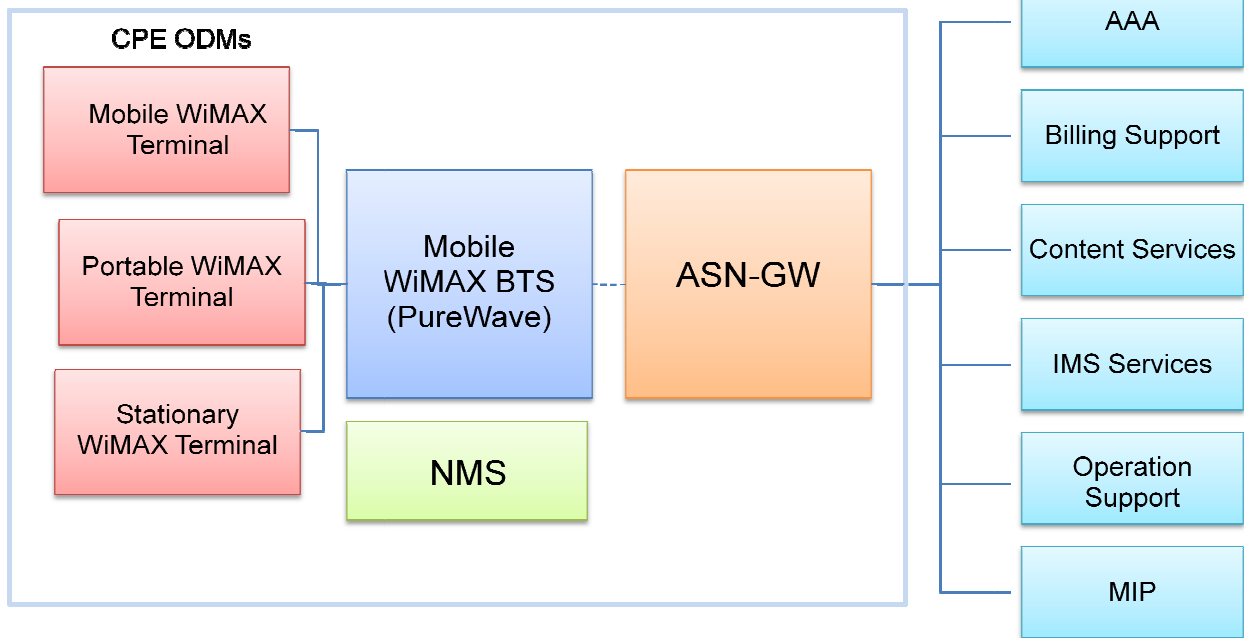 CPE ODMs
Mobile WiMAX
Terminal
Portable WiMAX
Terminal
Stationary
WiMAX Terminal
Mobile
WiMAX BTS
(PureWave)
NMS
ASN-GW
AAA
Billing Support
Content Services
IMS Services
Operation
Support
MIP